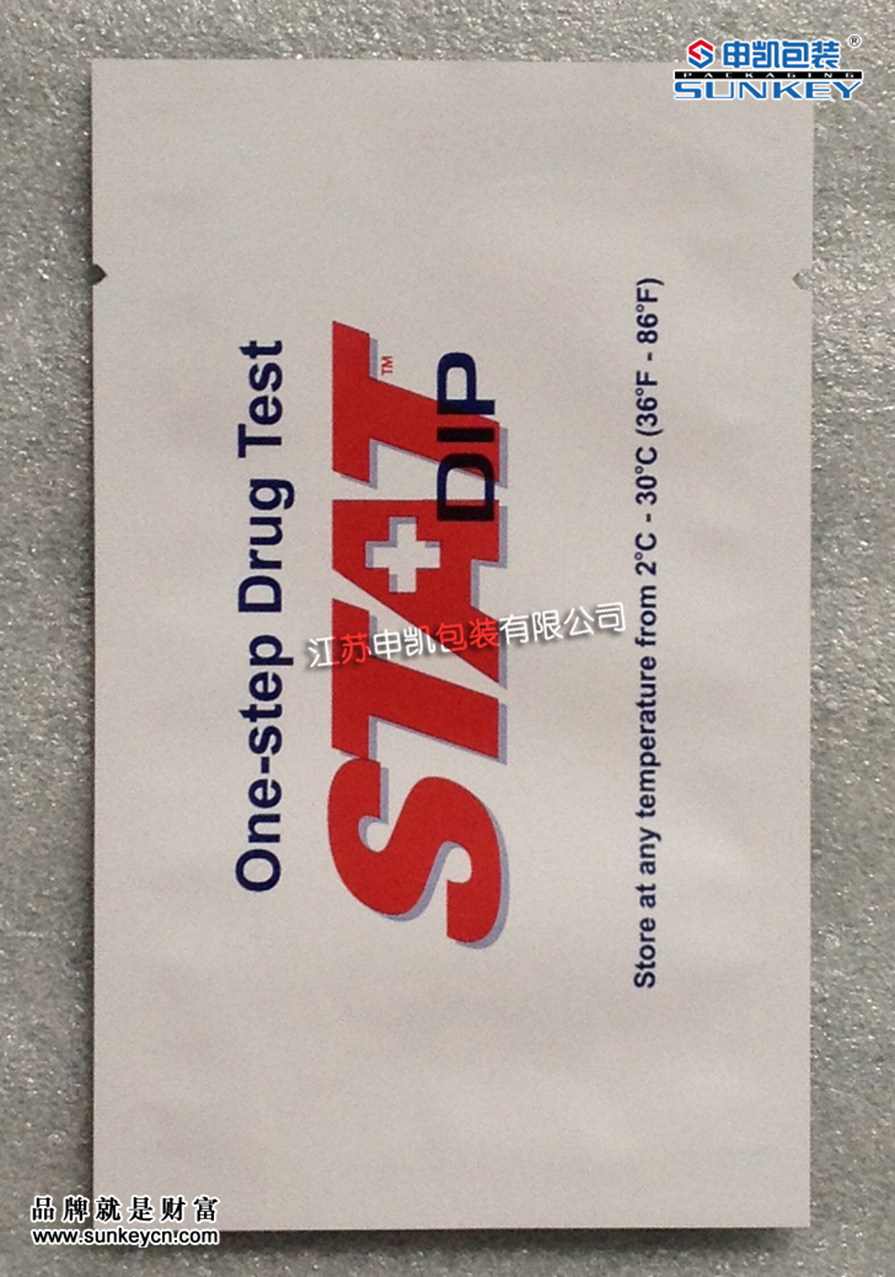 申凯包装®
PACKAGING
SUNKEY
One-step Drug Test
STAT™
DIP
江苏申凯包装有限公司
Store at any temperature from 2°C - 30°C (36°F - 86°F)
品牌就是财富
www.sunkeycn.com